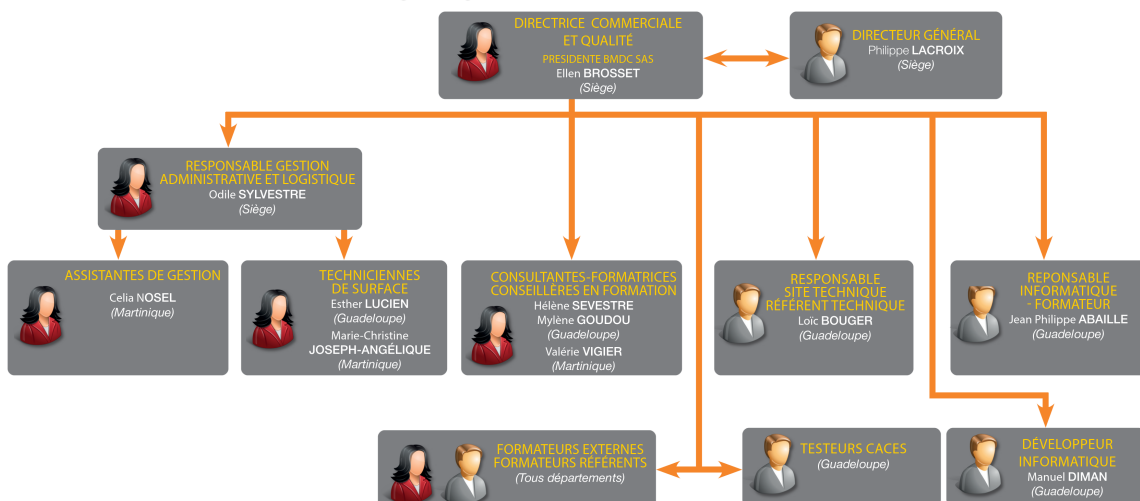 DIRECTRICE COMMERCIALE
ET QUALITÉ
PRESIDENTE BMDC SAS
Ellen BROSSET
(Siège)
DIRECTEUR GÉNÉRAL
Philippe LACROIX
(Siège)
RESPONSABLE GESTION
ADMINISTRATIVE ET LOGISTIQUE
Odile SYLVESTRE
(Siège)
ASSISTANTES DE GESTION
Celia NOSEL
(Martinique)
TECHNICIENNES
DE SURFACE
Esther LUCIEN
(Guadeloupe)
Marie-Christine
JOSEPH-ANGÉLIQUE
(Martinique)
CONSULTANTES-FORMATRICES
CONSEILLÈRES EN FORMATION
Hélène SEVESTRE
Mylène GOUDOU
(Guadeloupe)
Valérie VIGIER
(Martinique)
RESPONSABLE
SITE TECHNIQUE
RÉFÉRENT TECHNIQUE
Loïc BOUGER
(Guadeloupe)
REPONSABLE
INFORMATIQUE
- FORMATEUR
Jean Philippe ABAILLE
(Guadeloupe)
FORMATEURS EXTERNES
FORMATEURS RÉFÉRENTS
(Tous départements)
TESTEURS CACES
(Guadeloupe)
DÉVELOPPEUR
INFORMATIQUE
Manuel DIMAN
(Guadeloupe)